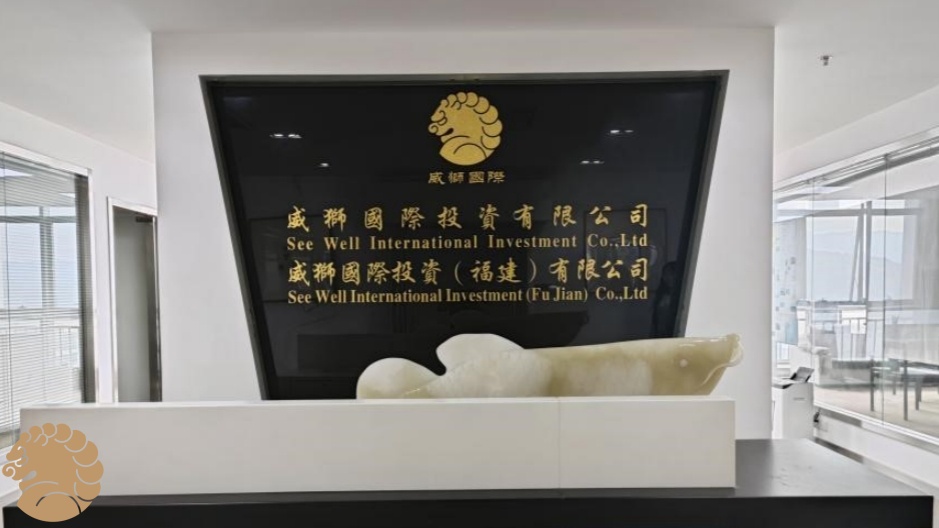 威獅國際
威獅國際投資有限公司
See Well International Investment Co.,Ltd
威獅國際投資（福建）有限公司
See Well International Investment (Fu Jian) Co.,Ltd